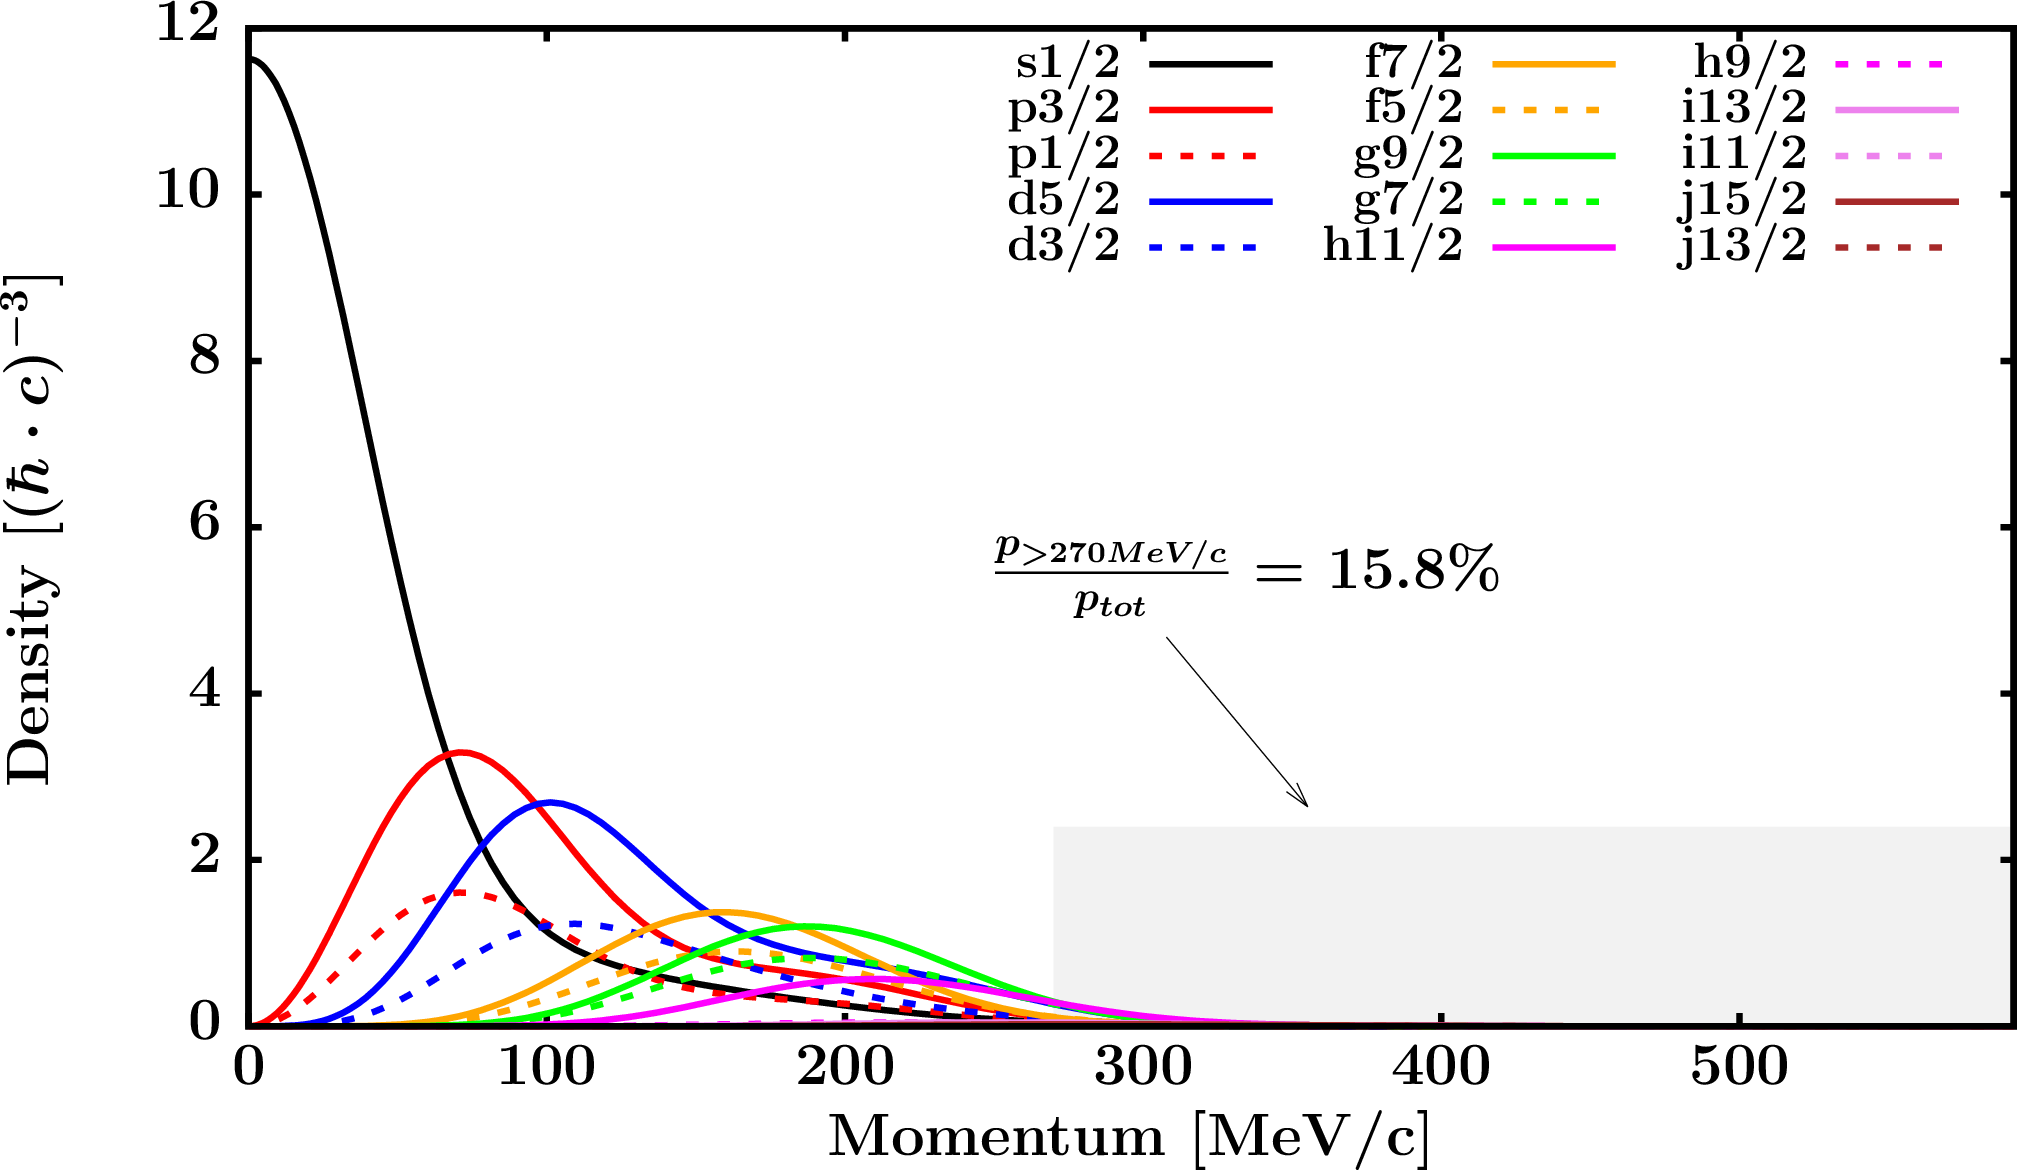 12
10
8
6
4
2
0
Density [(ħ · c)⁻³]
s1/2
p3/2
p1/2
d5/2
d3/2
f7/2
f5/2
g9/2
g7/2
h11/2
h9/2
i13/2
i11/2
j15/2
j13/2
p>270MeV/c / ptot = 15.8%
0 100 200 300 400 500
Momentum [MeV/c]